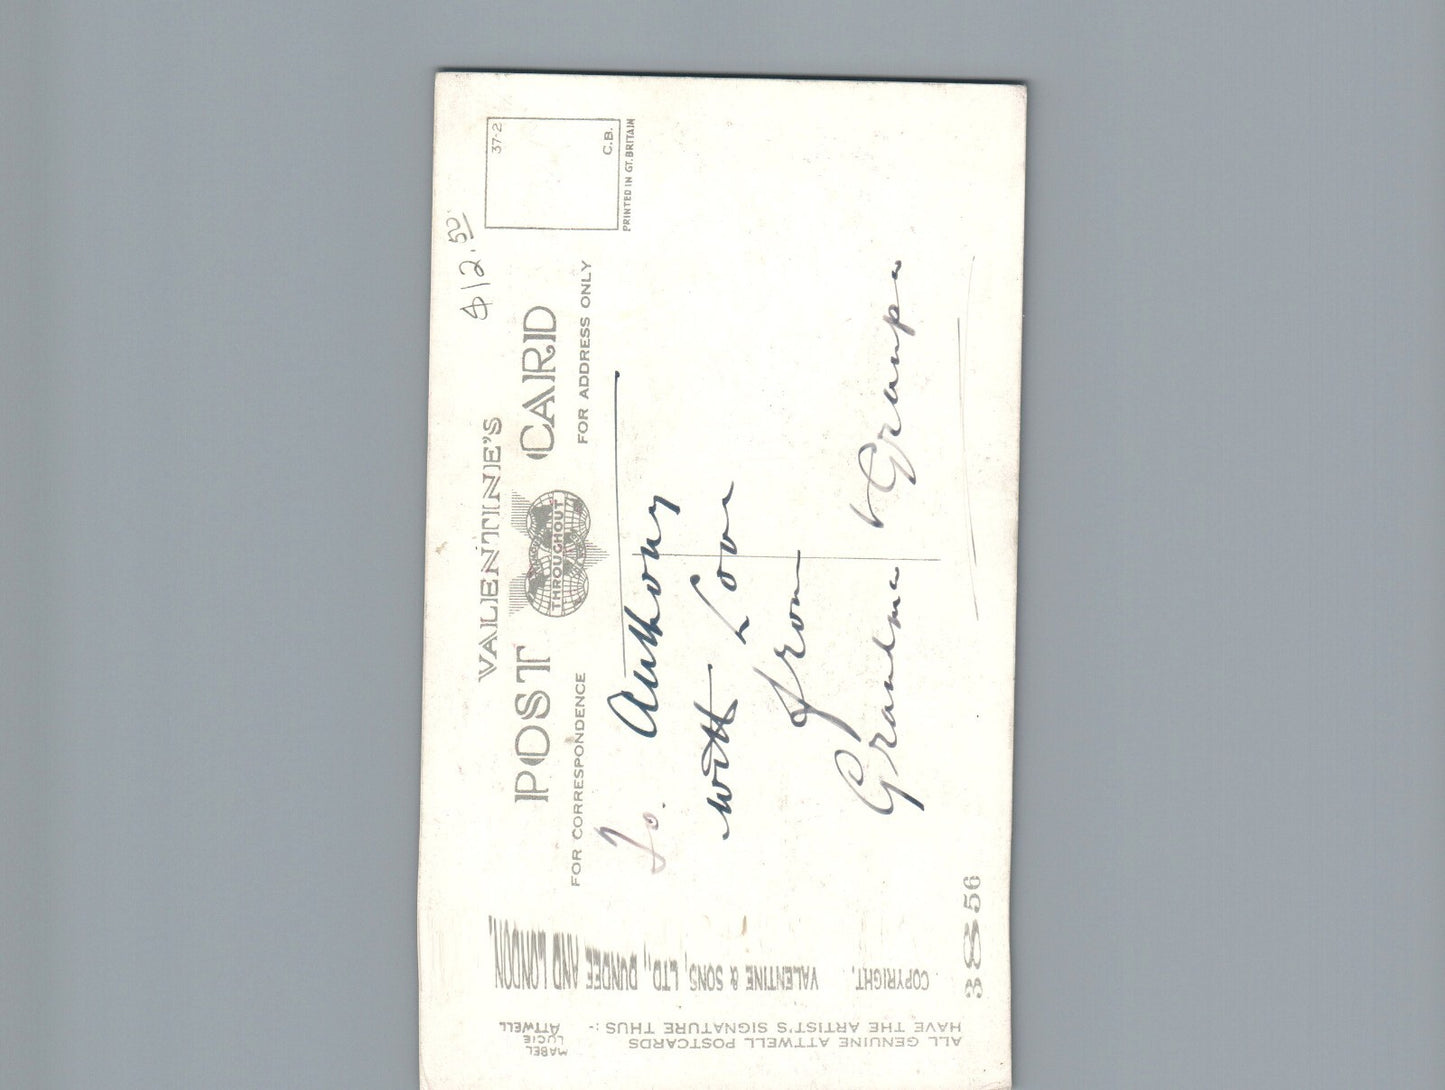 VALENTINE'S
POST CARD
THROUGHOUT
FOR CORRESPONDENCE
FOR ADDRESS ONLY
37-2
C.B.
PRINTED IN GT. BRITAIN
$12.50
To. Anthony
with Love
from
Grandma & Grampa
3856
COPYRIGHT.
VALENTINE & SONS, LTD., DUNDEE AND LONDON.
ALL GENUINE ATTWELL POSTCARDS
HAVE THE ARTIST'S SIGNATURE THUS :-
MABEL
LUCIE
ATTWELL